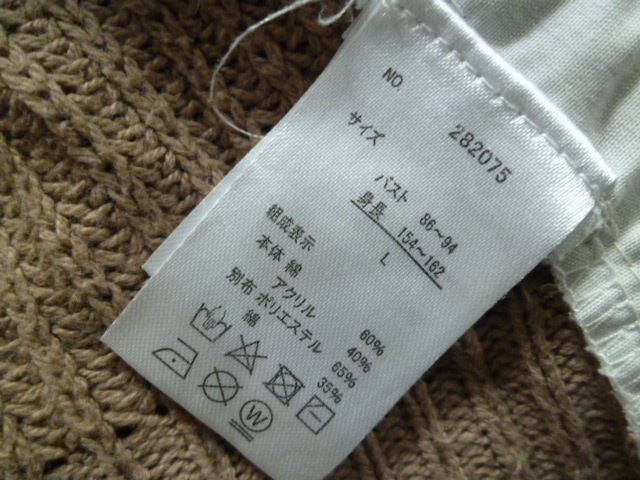 NO. 282075
サイズ
バスト 86~94
身長 154~162
L
組成表示
本体 綿 60%
アクリル 40%
別布 ポリエステル 65%
綿 35%
W